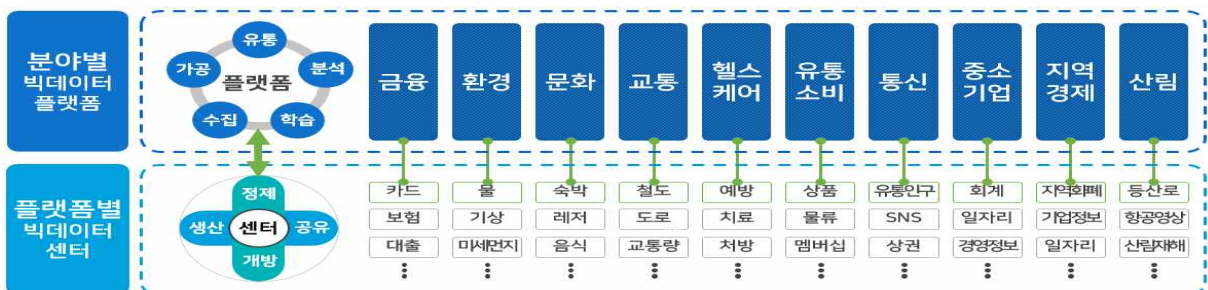 분야별
빅데이터
플랫폼
유통
가공
분석
플랫폼
수집
학습
금융
환경
문화
교통
헬스
케어
유통
소비
통신
중소
기업
지역
경제
산림
플랫폼별
빅데이터
센터
정제
생산
센터
공유
개방
카드 물 숙박 철도 예방 상품 유통인구 회계 지역화폐 등산로
보험 기상 레저 도로 치료 물류 SNS 일자리 기업정보 항공영상
대출 미세먼지 음식 교통량 처방 멤버십 상권 경영정보 일자리 산림재해